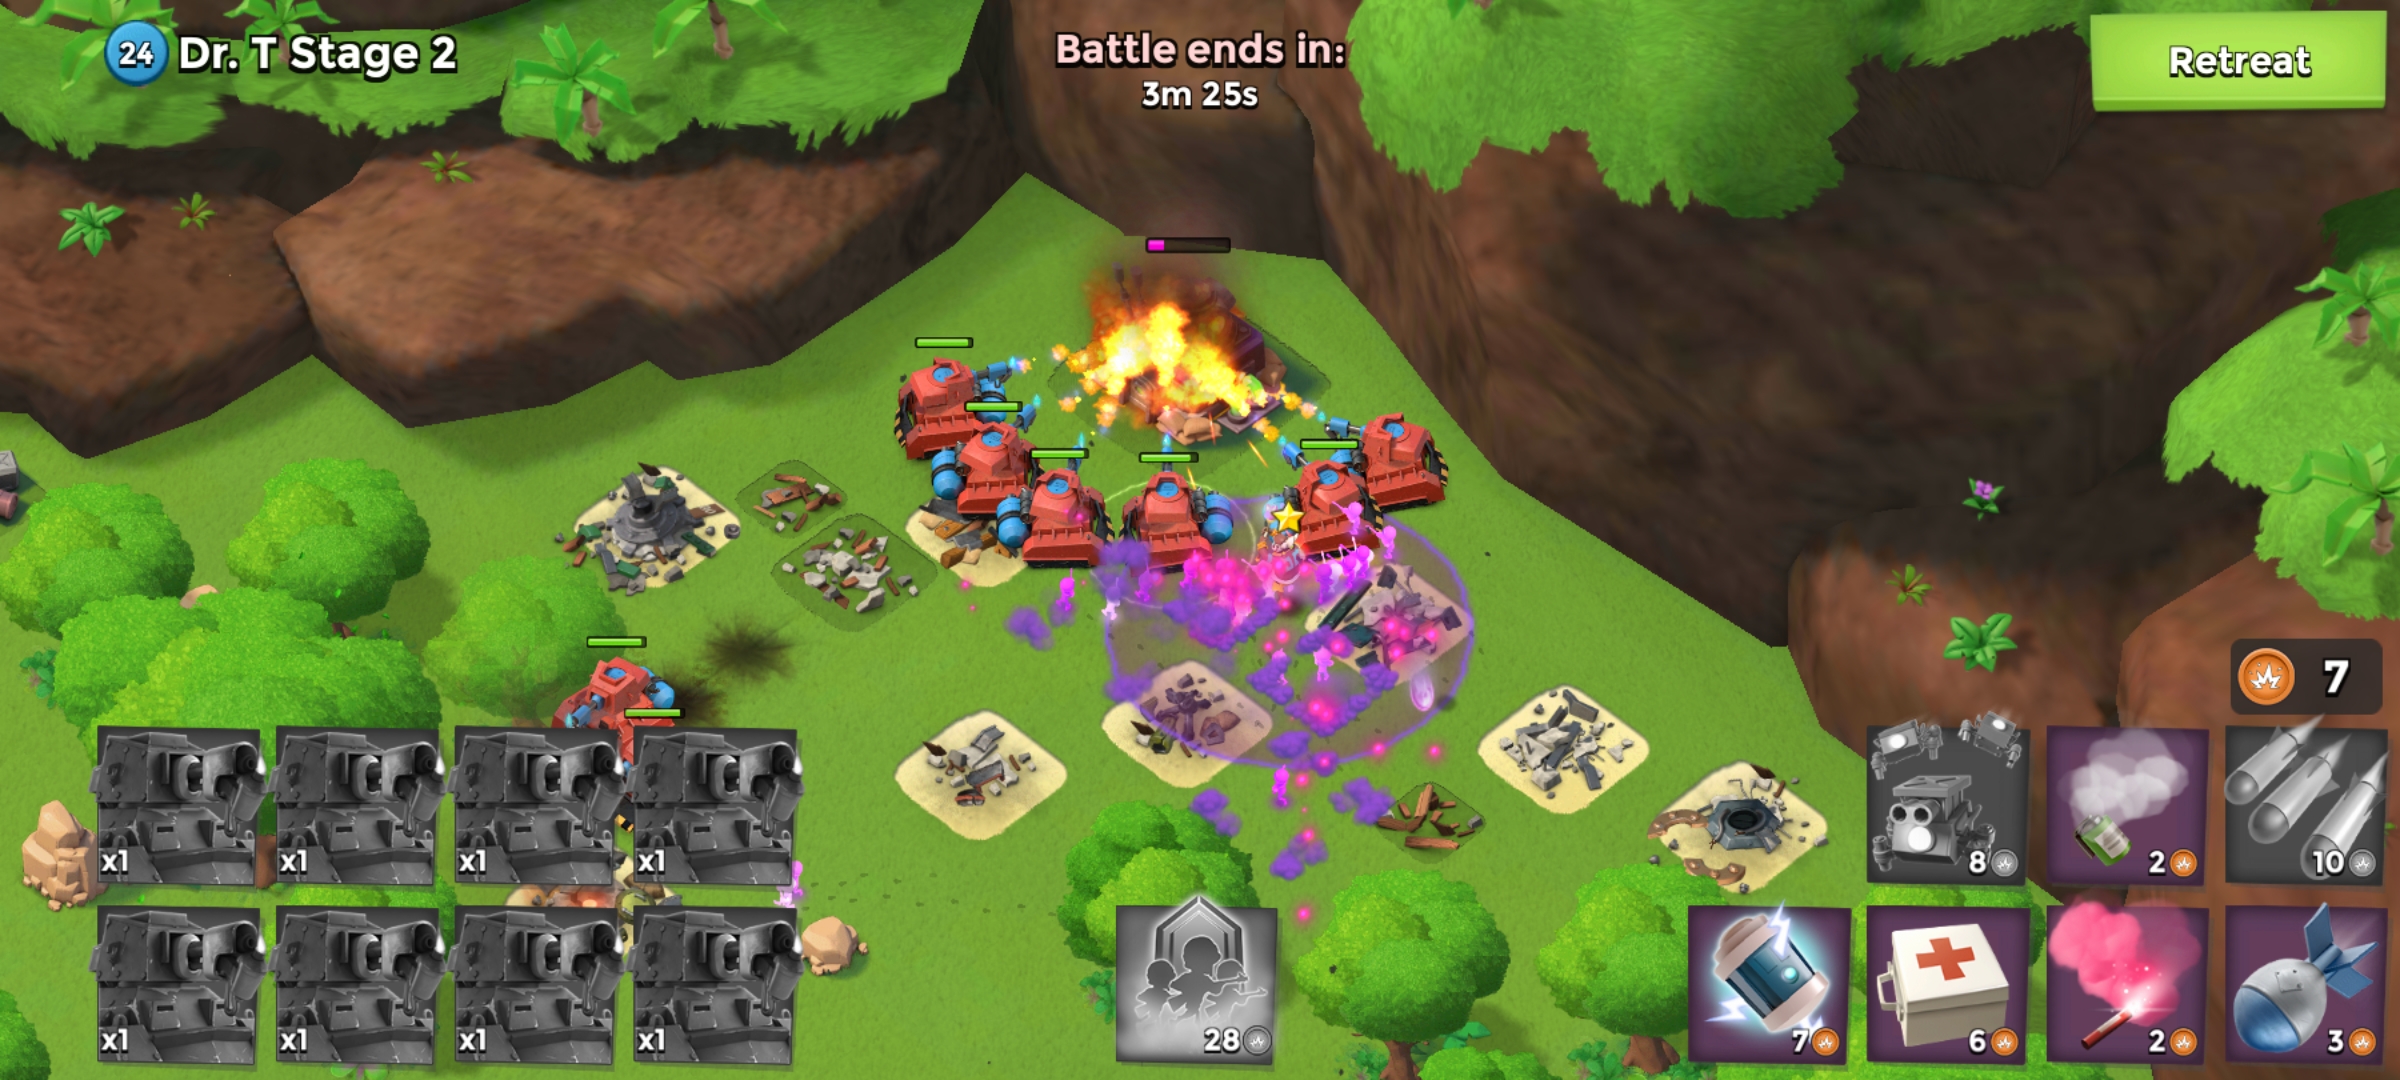 24 Dr. T Stage 2
Battle ends in:
3m 25s
Retreat
7
8
2
10
x1
x1
x1
x1
x1
x1
x1
x1
28
7
6
2
3